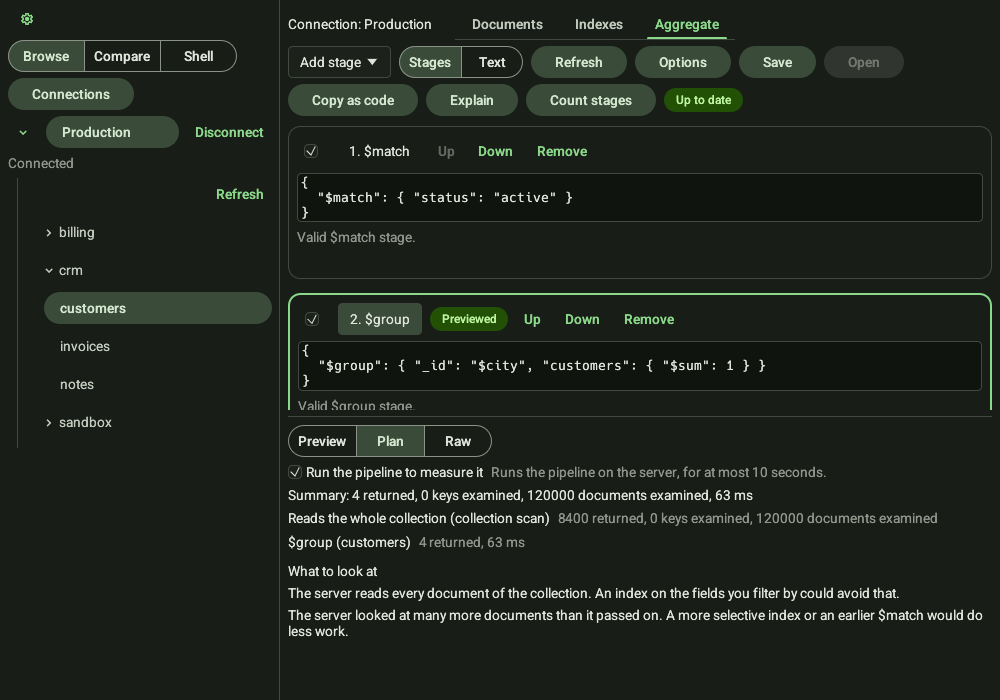 Browse Compare Shell
Connections
Production Disconnect
Connected
Refresh
billing
crm
customers
invoices
notes
sandbox
Connection: Production Documents Indexes Aggregate
Add stage Stages Text Refresh Options Save Open
Copy as code Explain Count stages Up to date
1. $match Up Down Remove
{
"$match": { "status": "active" }
}
Valid $match stage.
2. $group Previewed Up Down Remove
{
"$group": { "_id": "$city", "customers": { "$sum": 1 } }
}
Valid $group stage.
Preview Plan Raw
Run the pipeline to measure it Runs the pipeline on the server, for at most 10 seconds.
Summary: 4 returned, 0 keys examined, 120000 documents examined, 63 ms
Reads the whole collection (collection scan) 8400 returned, 0 keys examined, 120000 documents examined
$group (customers) 4 returned, 63 ms
What to look at
The server reads every document of the collection. An index on the fields you filter by could avoid that.
The server looked at many more documents than it passed on. A more selective index or an earlier $match would do
less work.